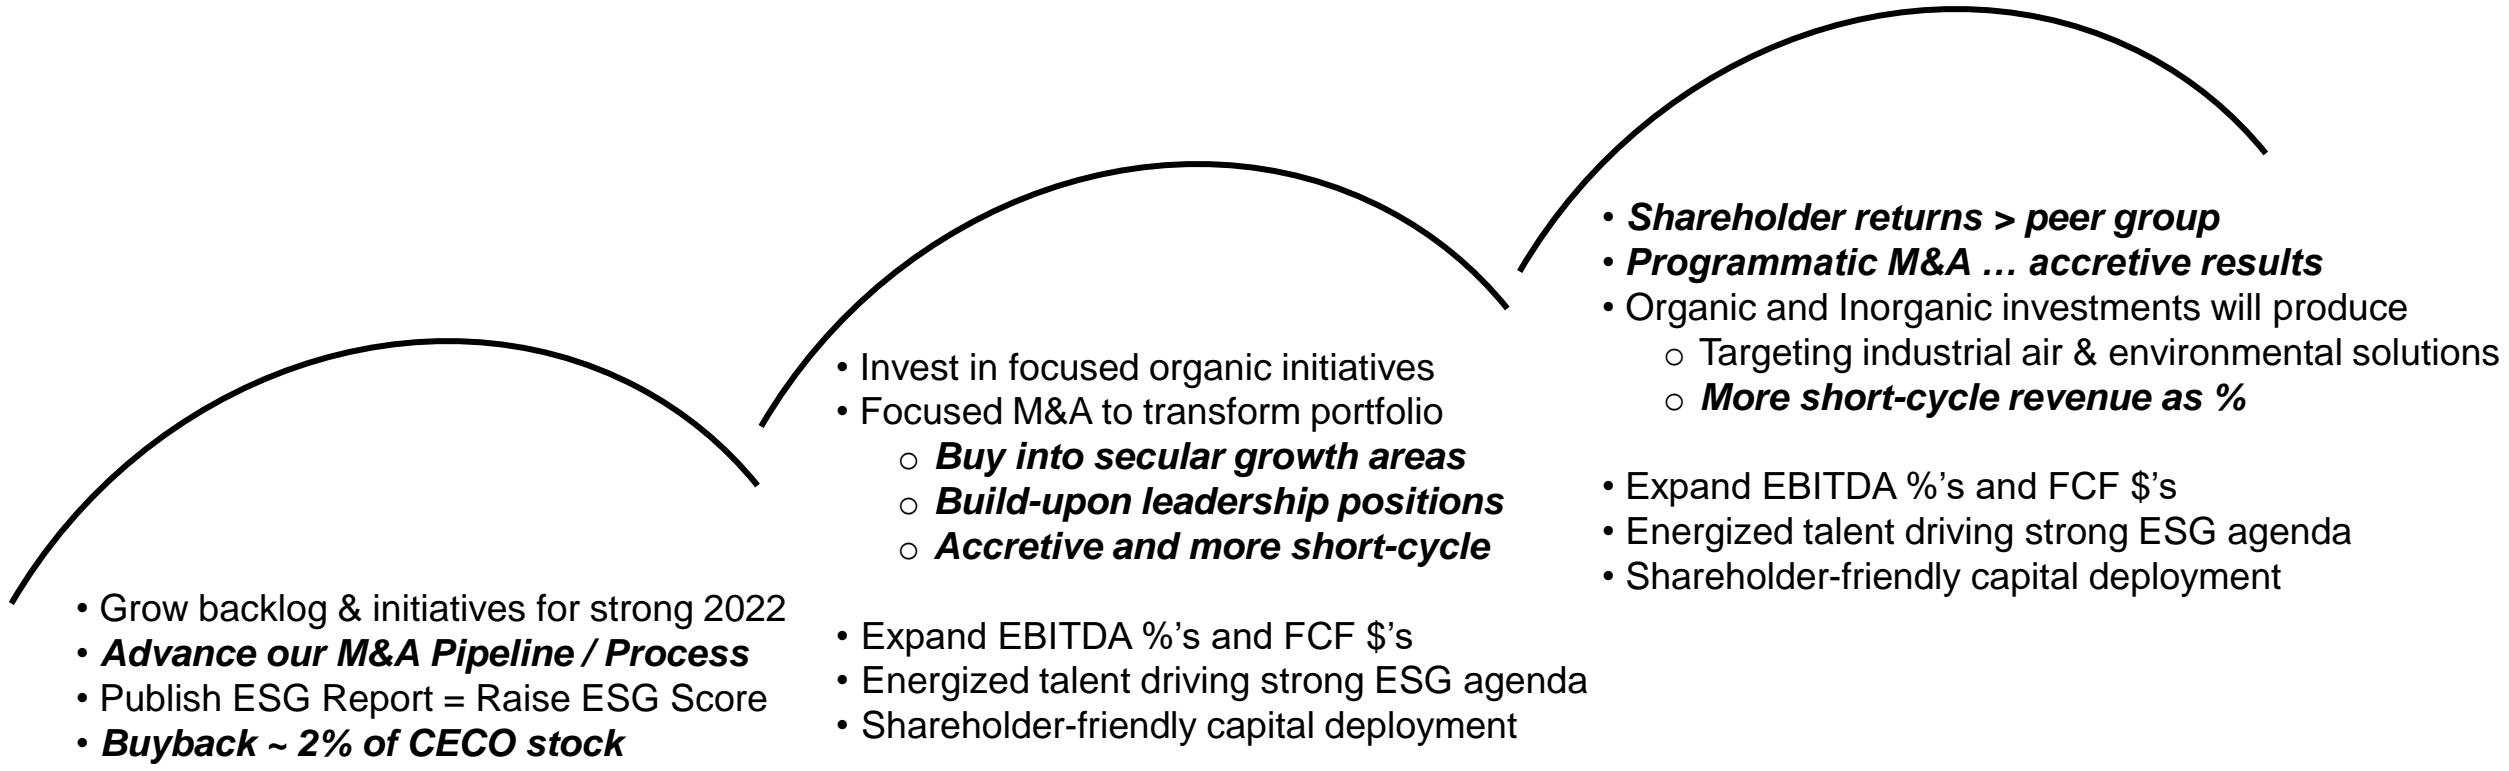 • Grow backlog & initiatives for strong 2022
• Advance our M&A Pipeline / Process
• Publish ESG Report = Raise ESG Score
• Buyback ~ 2% of CECO stock
• Invest in focused organic initiatives
• Focused M&A to transform portfolio
o Buy into secular growth areas
o Build-upon leadership positions
o Accretive and more short-cycle
• Expand EBITDA %’s and FCF $’s
• Energized talent driving strong ESG agenda
• Shareholder-friendly capital deployment
• Shareholder returns > peer group
• Programmatic M&A … accretive results
• Organic and Inorganic investments will produce
o Targeting industrial air & environmental solutions
o More short-cycle revenue as %
• Expand EBITDA %’s and FCF $’s
• Energized talent driving strong ESG agenda
• Shareholder-friendly capital deployment